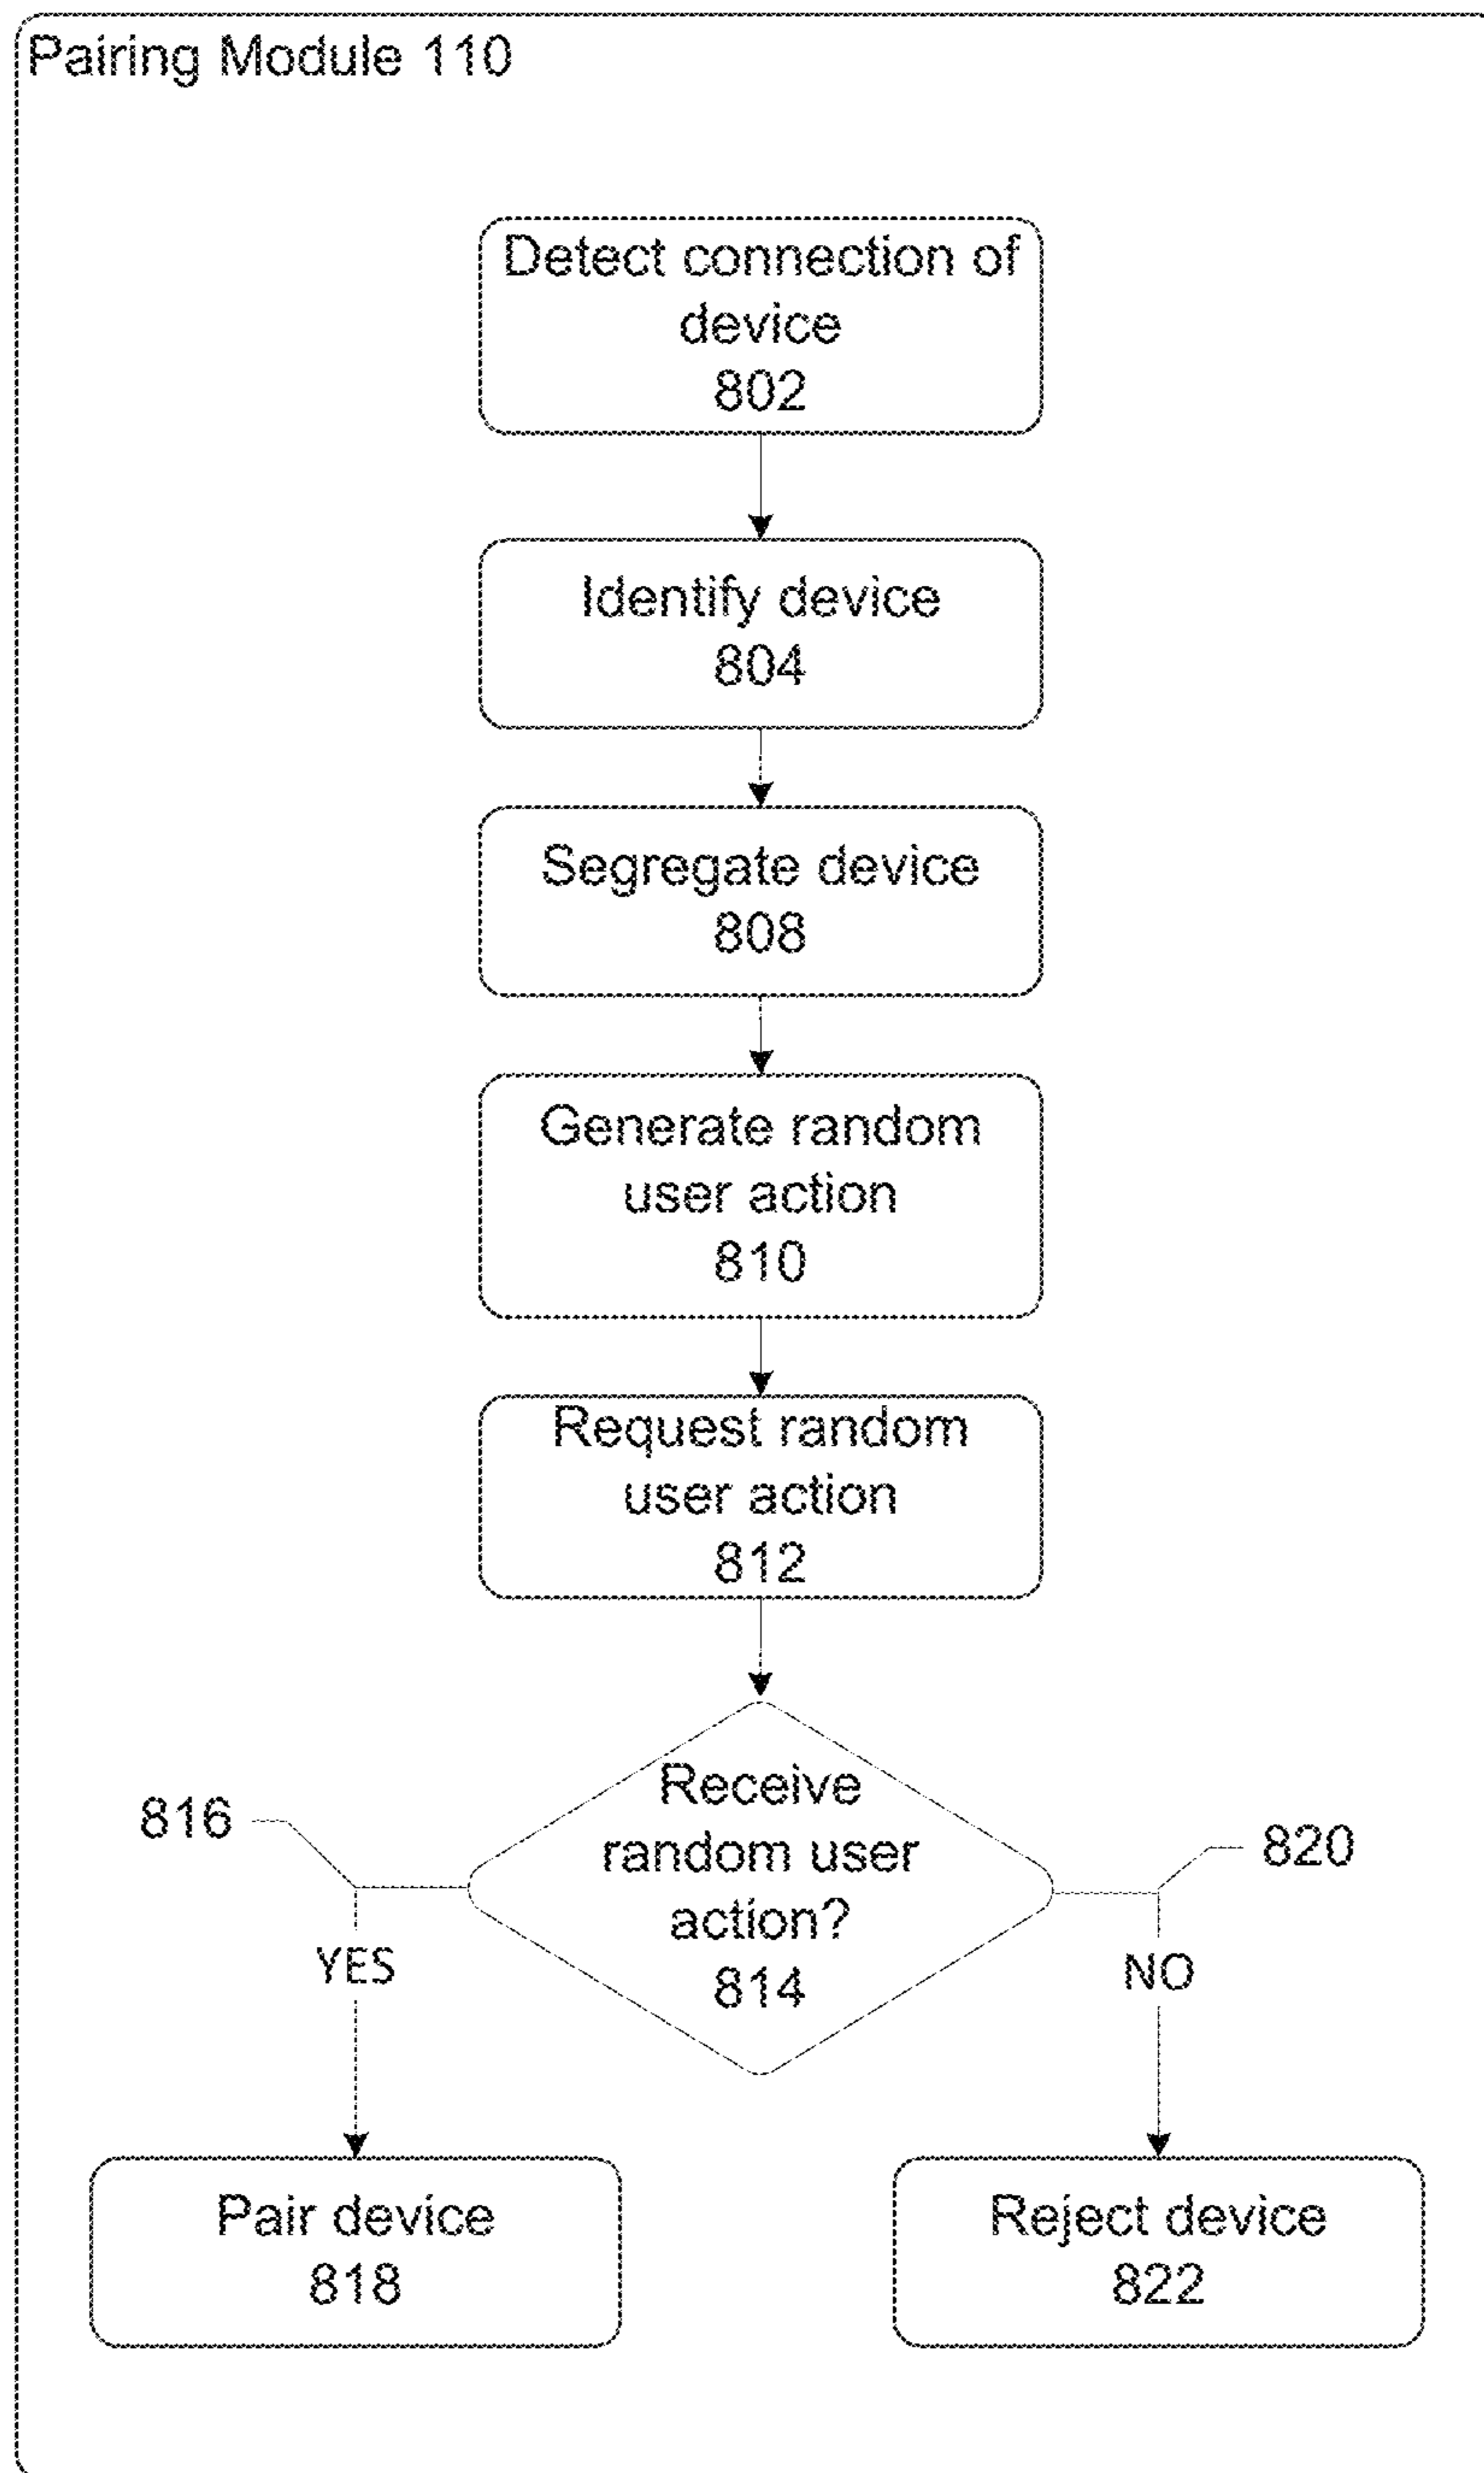 Pairing Module 110
Detect connection of
device
802
Identify device
804
Segregate device
808
Generate random
user action
810
Request random
user action
812
Receive
random user
action?
814
816
820
YES
NO
Pair device
818
Reject device
822